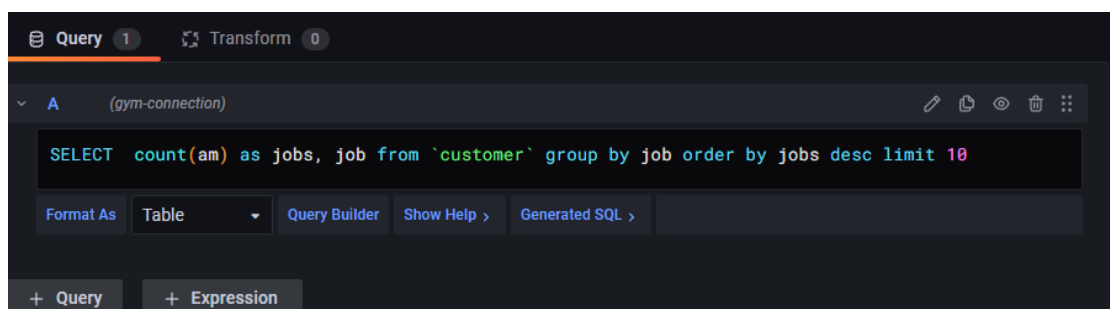 Query 1 Transform 0
A (gym-connection)
SELECT count(am) as jobs, job from `customer` group by job order by jobs desc limit 10
Format As Table Query Builder Show Help > Generated SQL >
+ Query + Expression